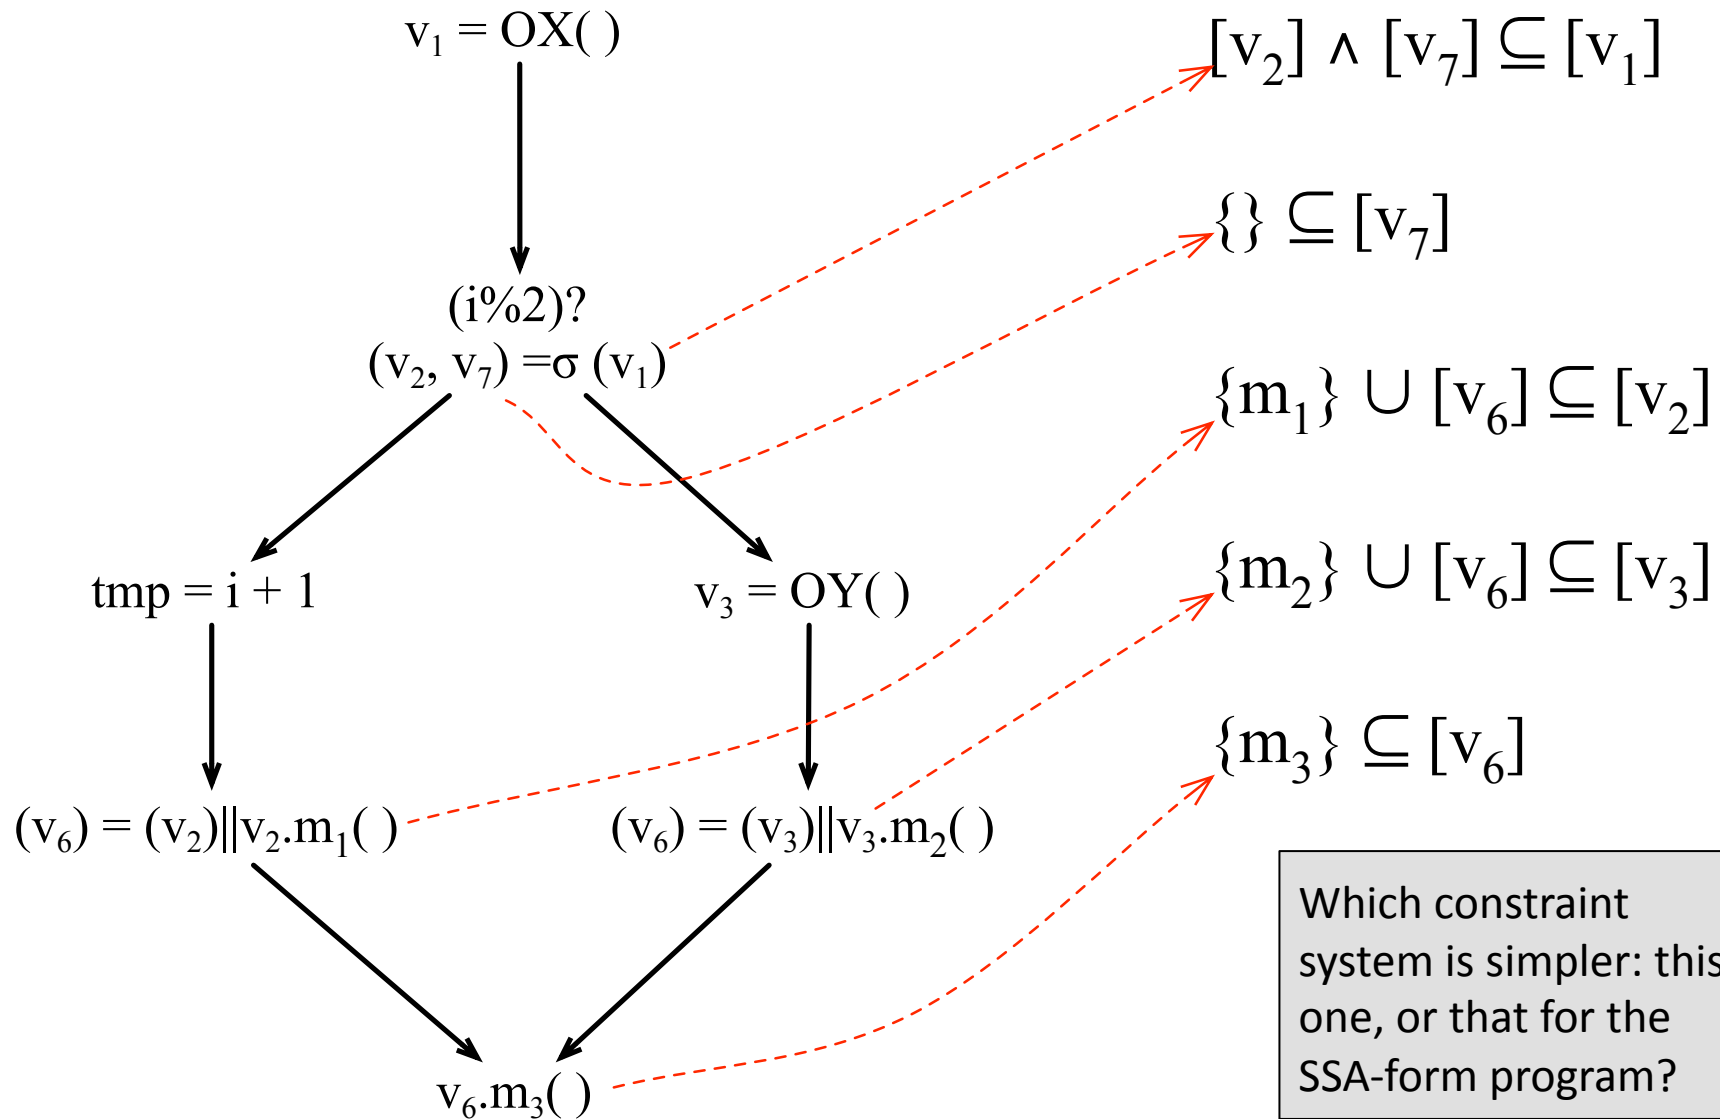 v₁ = OX( )
(i%2)?
(v₂, v₇) =σ (v₁)
tmp = i + 1
v₃ = OY( )
(v₆) = (v₂)||v₂.m₁( )
(v₆) = (v₃)||v₃.m₂( )
v₆.m₃( )
[v₂] ∧ [v₇] ⊆ [v₁]
{} ⊆ [v₇]
{m₁} ∪ [v₆] ⊆ [v₂]
{m₂} ∪ [v₆] ⊆ [v₃]
{m₃} ⊆ [v₆]
Which constraint
system is simpler: this
one, or that for the
SSA-form program?